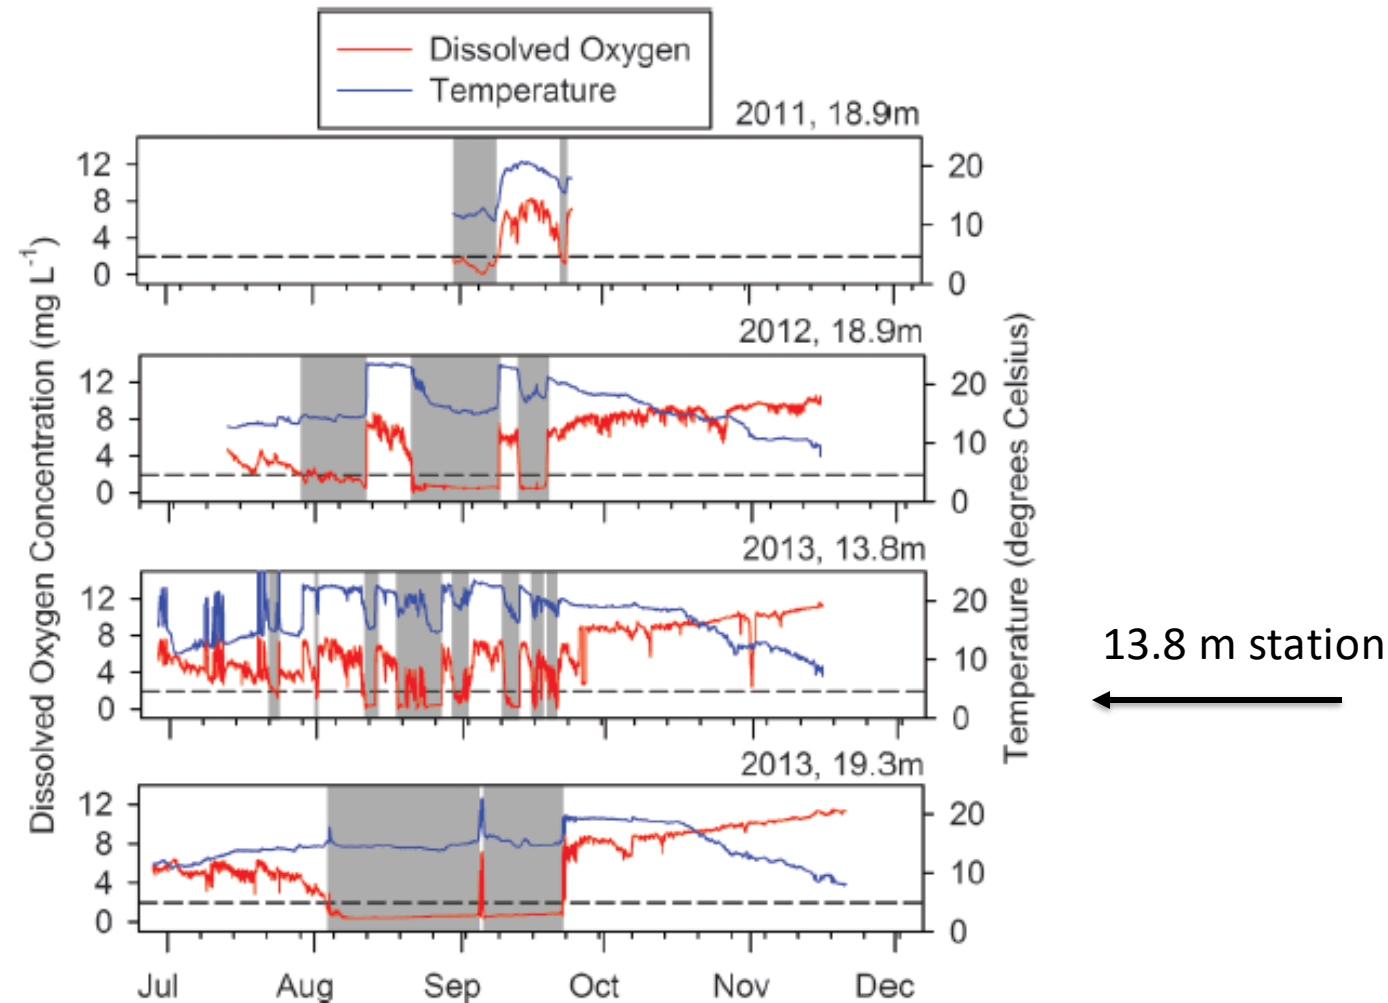 Dissolved Oxygen
Temperature
2011, 18.9m
12
8
4
0
20
10
0
2012, 18.9m
12
8
4
0
20
10
0
2013, 13.8m
12
8
4
0
20
10
0
13.8 m station
2013, 19.3m
12
8
4
0
20
10
0
Jul Aug Sep Oct Nov Dec
Dissolved Oxygen Concentration (mg L-1)
Temperature (degrees Celsius)